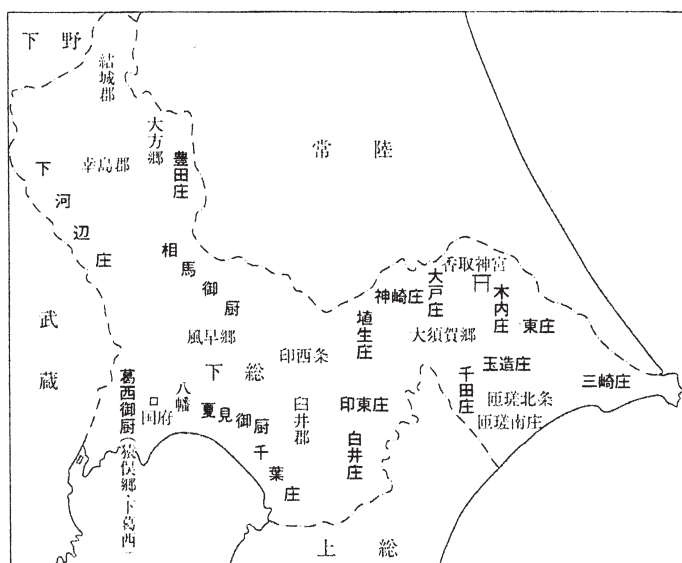 下野
結城郡
大方郷
豊田庄
幸島郡
下河辺庄
常陸
相馬御厨
香取神宮
大戸庄
神崎庄
木内庄
東庄
埴生庄
大須賀郷
風早郷
印西条
武蔵
下総
玉造庄
千田庄
三崎庄
匝瑳北条
匝瑳南庄
葛西御厨(猿俣郷・下葛西)
国府
八幡
夏見御厨
臼井郡
印東庄
白井庄
千葉庄
上総